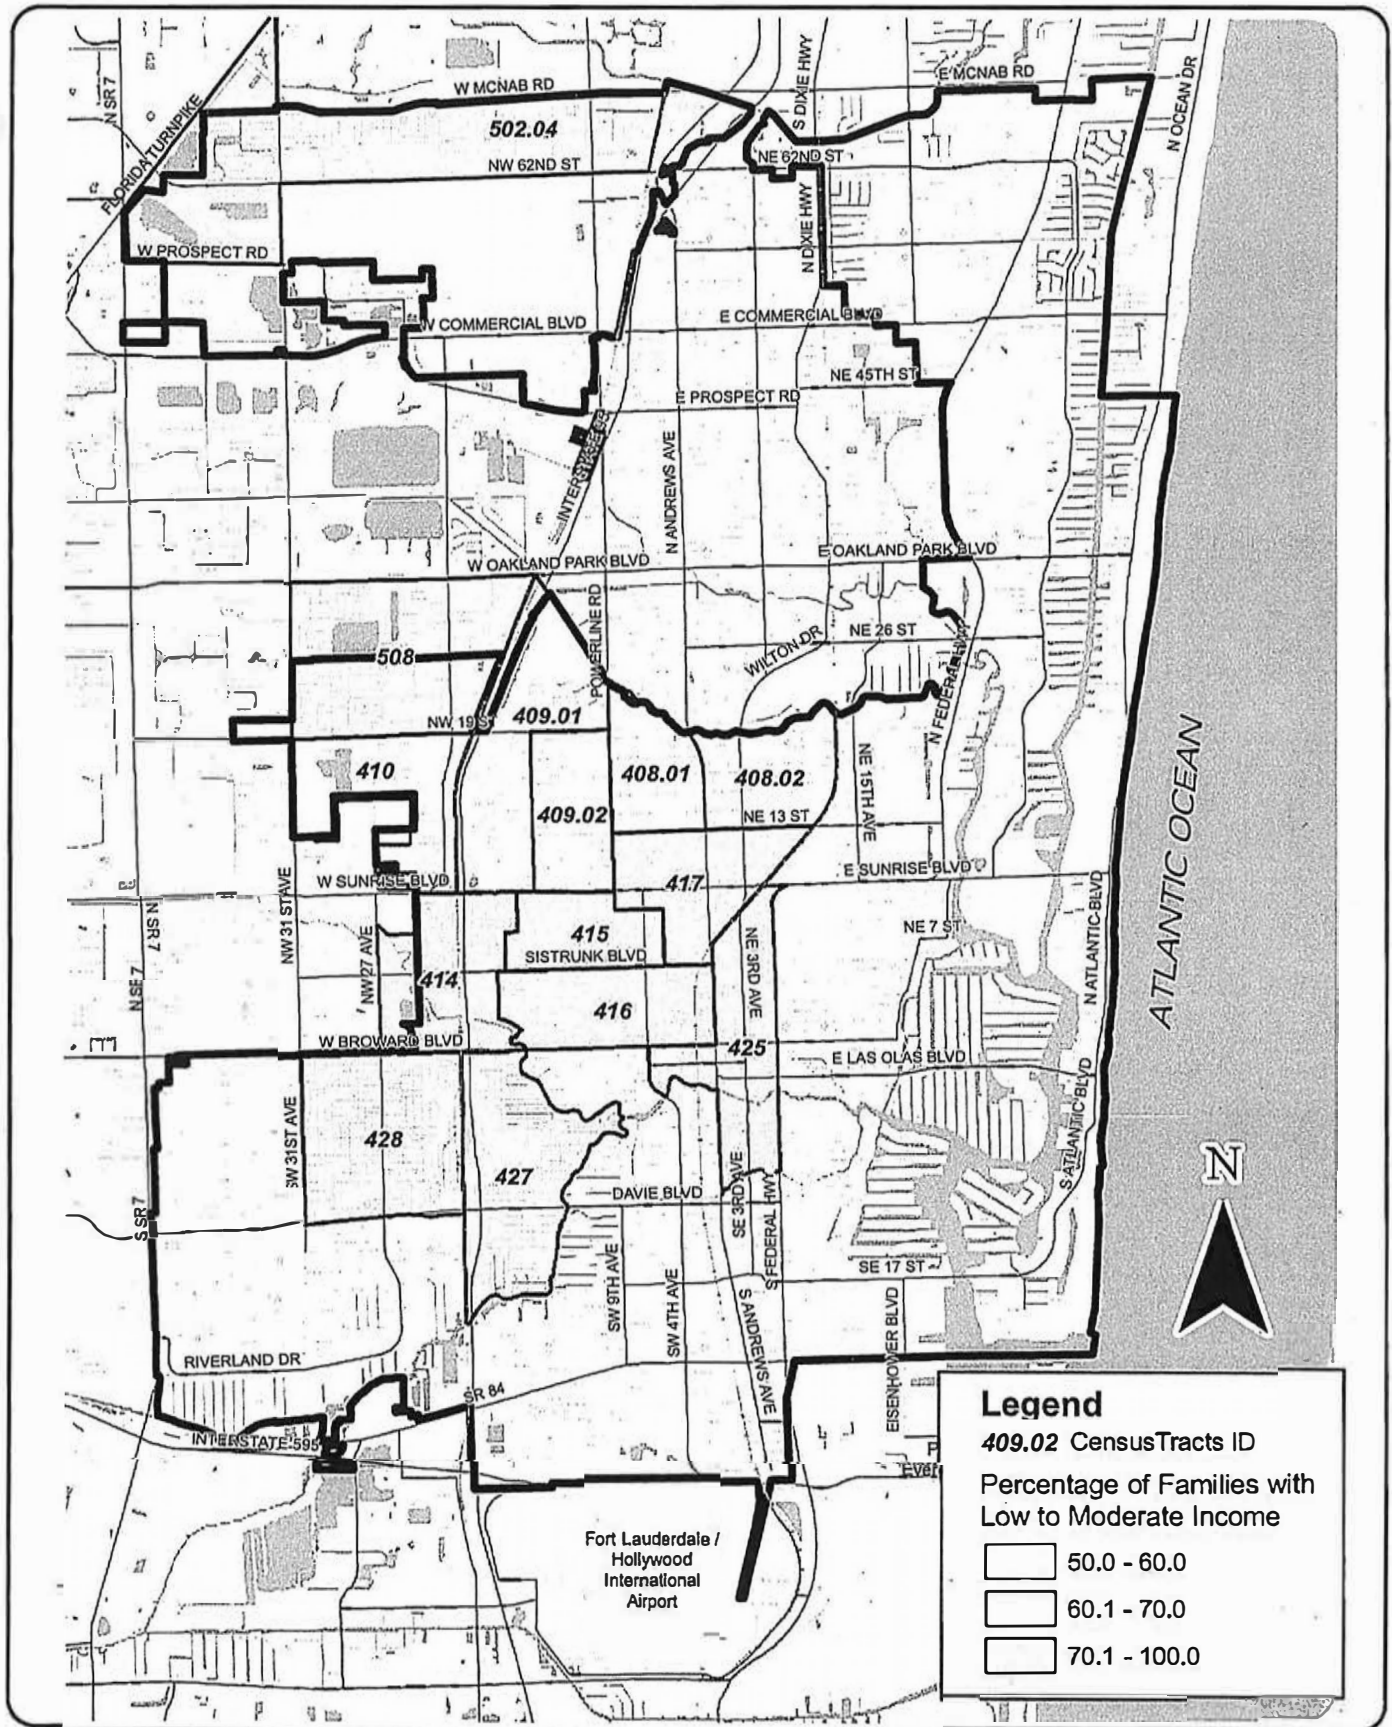 W MCNAB RD
E MCNAB RD
N SR 7
FLORIDA TURNPIKE
S DIXIE HWY
N OCEAN DR
502.04
NW 62ND ST
NE 62ND ST
N DIXIE HWY
W PROSPECT RD
W COMMERCIAL BLVD
E COMMERCIAL BLVD
NE 45TH ST
E PROSPECT RD
N ANDREWS AVE
W OAKLAND PARK BLVD
E OAKLAND PARK BLVD
POWERLINE RD
NE 26 ST
WILTON DR
508
N FEDERAL HWY
NW 19 ST
409.01
410
408.01
408.02
NE 15TH AVE
409.02
NE 13 ST
W SUNRISE BLVD
E SUNRISE BLVD
417
NW 31 ST AVE
N SR 7
NW 27 AVE
415
SISTRUNK BLVD
NE 3RD AVE
NE 7 ST
N ATLANTIC BLVD
ATLANTIC OCEAN
414
416
W BROWARD BLVD
425
E LAS OLAS BLVD
S ATLANTIC BLVD
SW 31ST AVE
428
427
DAVIE BLVD
SE 3RD AVE
S FEDERAL HWY
N
S SR 7
SW 9TH AVE
SW 4TH AVE
SE 17 ST
S ANDREWS AVE
EISENHOWER BLVD
RIVERLAND DR
SR 84
INTERSTATE-595
Fort Lauderdale /
Hollywood
International
Airport
Legend
409.02 CensusTracts ID
Percentage of Families with
Low to Moderate Income
50.0 - 60.0
60.1 - 70.0
70.1 - 100.0